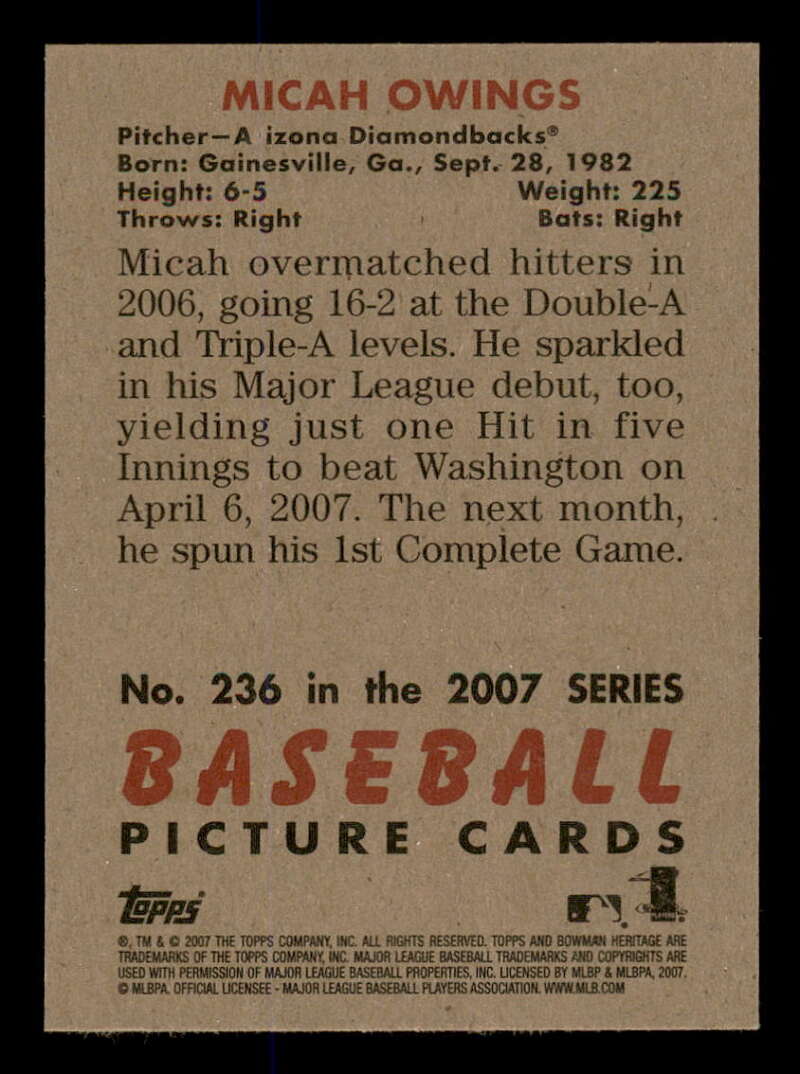 MICAH OWINGS
Pitcher—A izona Diamondbacks®
Born: Gainesville, Ga., Sept. 28, 1982
Height: 6-5 Weight: 225
Throws: Right Bats: Right
Micah overmatched hitters in
2006, going 16-2 at the Double-A
and Triple-A levels. He sparkled
in his Major League debut, too,
yielding just one Hit in five
Innings to beat Washington on
April 6, 2007. The next month,
he spun his 1st Complete Game.
No. 236 in the 2007 SERIES
BASEBALL
PICTURE CARDS
Topps
®, TM & © 2007 THE TOPPS COMPANY, INC. ALL RIGHTS RESERVED. TOPPS AND BOWMAN HERITAGE ARE
TRADEMARKS OF THE TOPPS COMPANY, INC. MAJOR LEAGUE BASEBALL TRADEMARKS AND COPYRIGHTS ARE
USED WITH PERMISSION OF MAJOR LEAGUE BASEBALL PROPERTIES, INC. LICENSED BY MLBP & MLBPA, 2007.
© MLBPA. OFFICIAL LICENSEE - MAJOR LEAGUE BASEBALL PLAYERS ASSOCIATION. WWW.MLB.COM